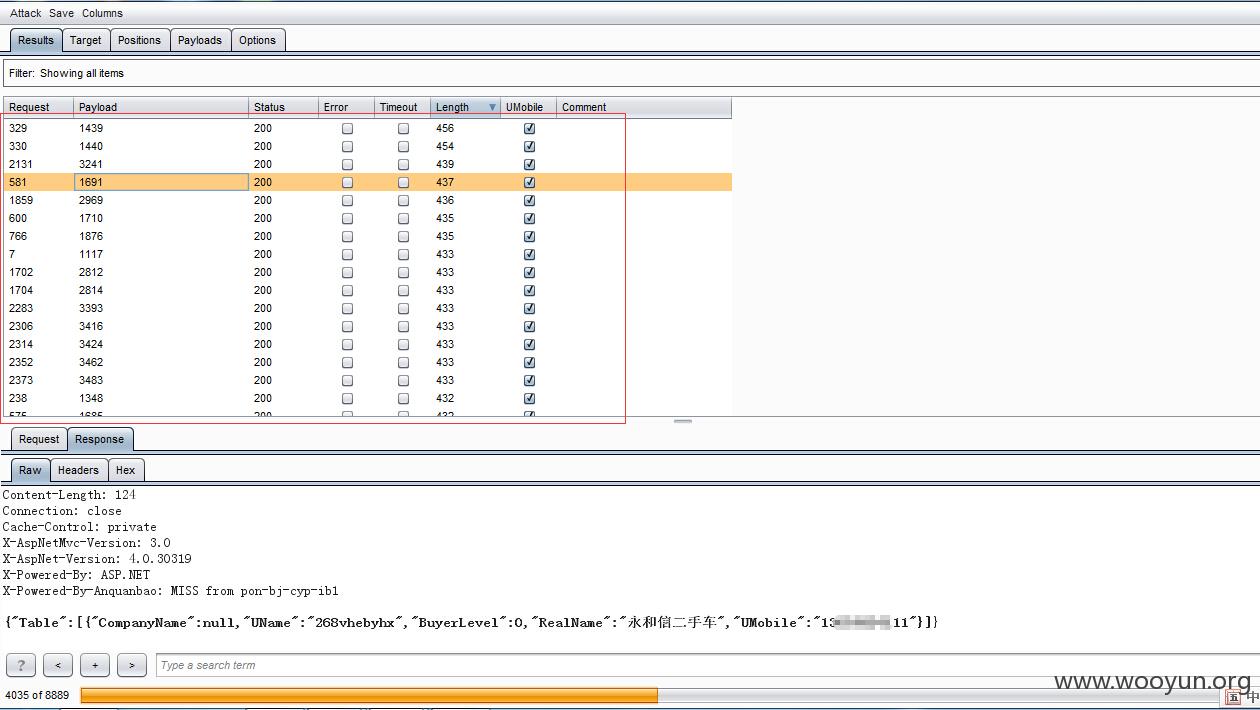 Attack Save Columns
Results Target Positions Payloads Options
Filter: Showing all items
Request Payload Status Error Timeout Length UMobile Comment
329 1439 200 456
330 1440 200 454
2131 3241 200 439
581 1691 200 437
1859 2969 200 436
600 1710 200 435
766 1876 200 435
7 1117 200 433
1702 2812 200 433
1704 2814 200 433
2283 3393 200 433
2306 3416 200 433
2314 3424 200 433
2352 3462 200 433
2373 3483 200 433
238 1348 200 432
575 1685 200 432
Request Response
Raw Headers Hex
Content-Length: 124
Connection: close
Cache-Control: private
X-AspNetMvc-Version: 3.0
X-AspNet-Version: 4.0.30319
X-Powered-By: ASP.NET
X-Powered-By-Anquanbao: MISS from pon-bj-cyp-ib1
{"Table":[{"CompanyName":null,"UName":"268vhebyhx","BuyerLevel":0,"RealName":"永和信二手车","UMobile":"13 11"}]}
? < + > Type a search term
4035 of 8889
www.wooyun.org
五 中